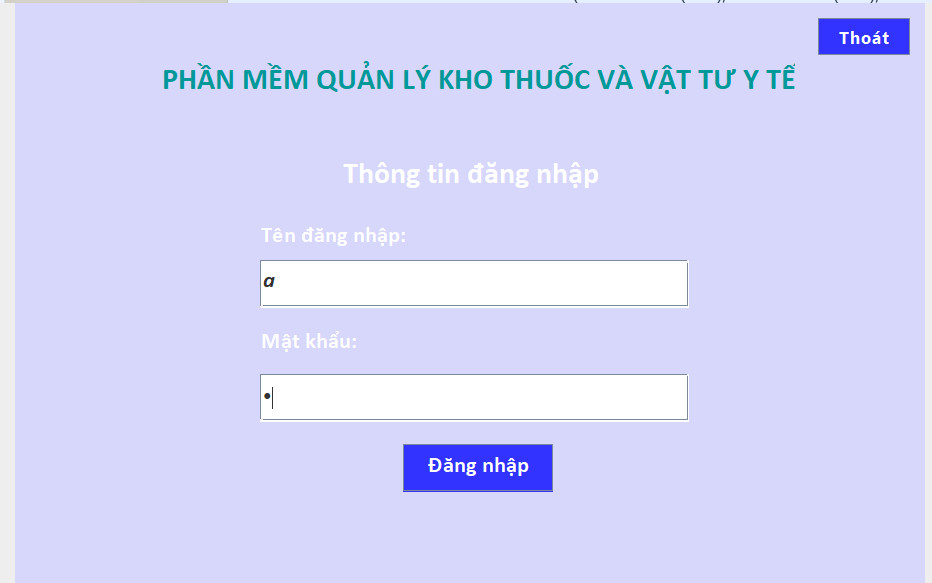 Thoát
PHẦN MỀM QUẢN LÝ KHO THUỐC VÀ VẬT TƯ Y TẾ
Thông tin đăng nhập
Tên đăng nhập:
a
Mật khẩu:
•
Đăng nhập